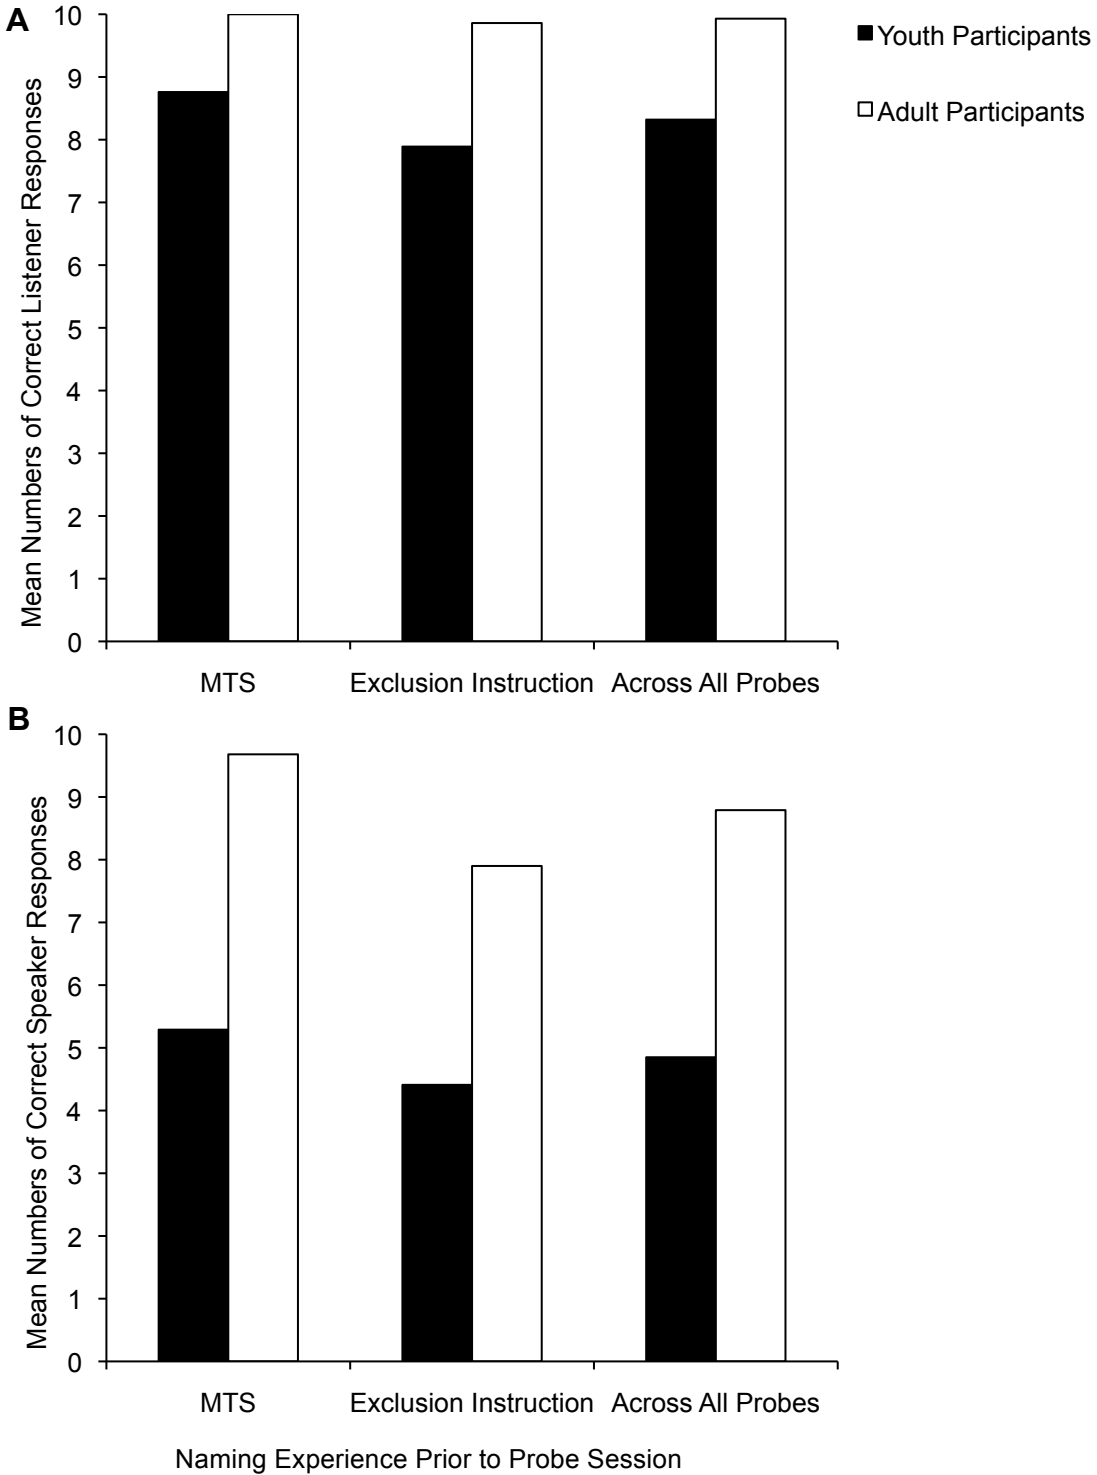 A
Mean Numbers of Correct Listener Responses
10
9
8
7
6
5
4
3
2
1
0
MTS
Exclusion Instruction
Across All Probes
Youth Participants
Adult Participants
B
Mean Numbers of Correct Speaker Responses
10
9
8
7
6
5
4
3
2
1
0
MTS
Exclusion Instruction
Across All Probes
Naming Experience Prior to Probe Session